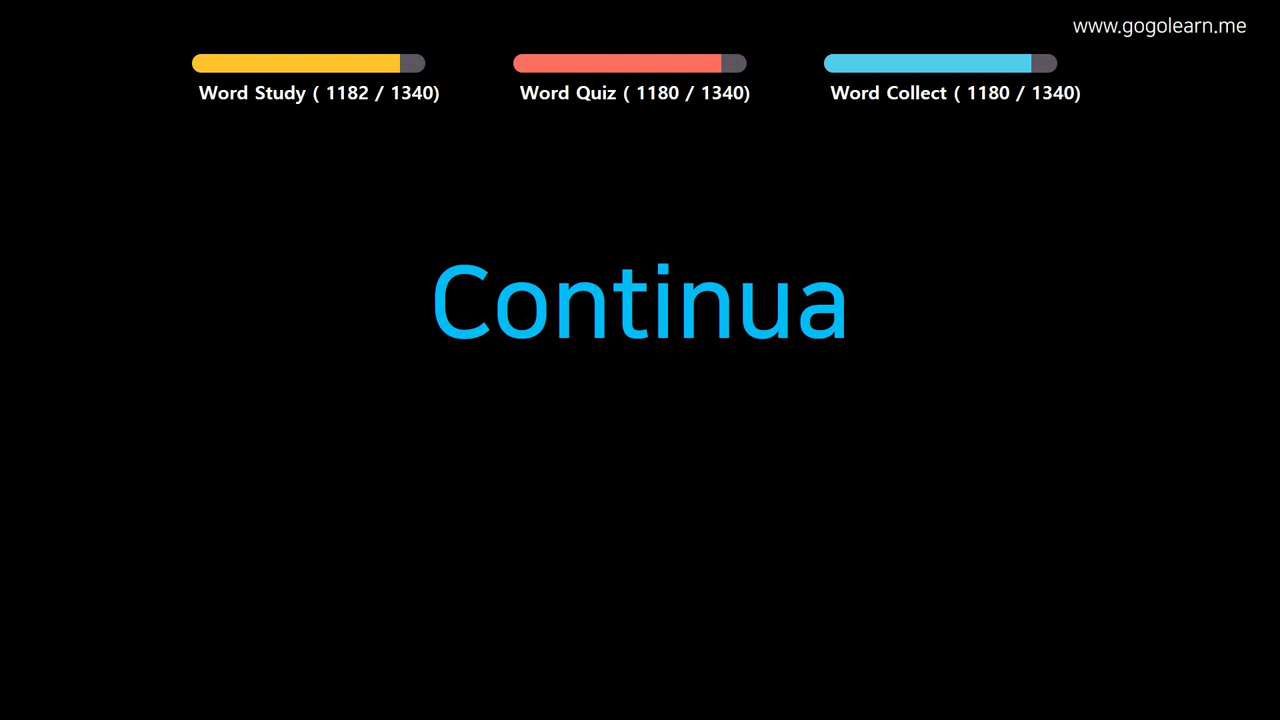 www.gogolearn.me
Word Study ( 1182 / 1340)
Word Quiz ( 1180 / 1340)
Word Collect ( 1180 / 1340)
Continua